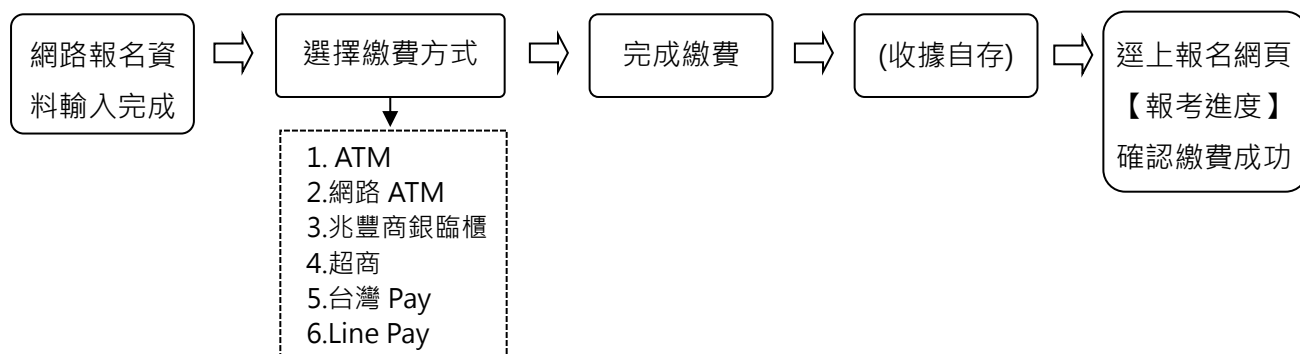 網路報名資
料輸入完成
選擇繳費方式
完成繳費
(收據自存)
逕上報名網頁
【報考進度】
確認繳費成功
1. ATM
2.網路 ATM
3.兆豐商銀臨櫃
4.超商
5.台灣 Pay
6.Line Pay